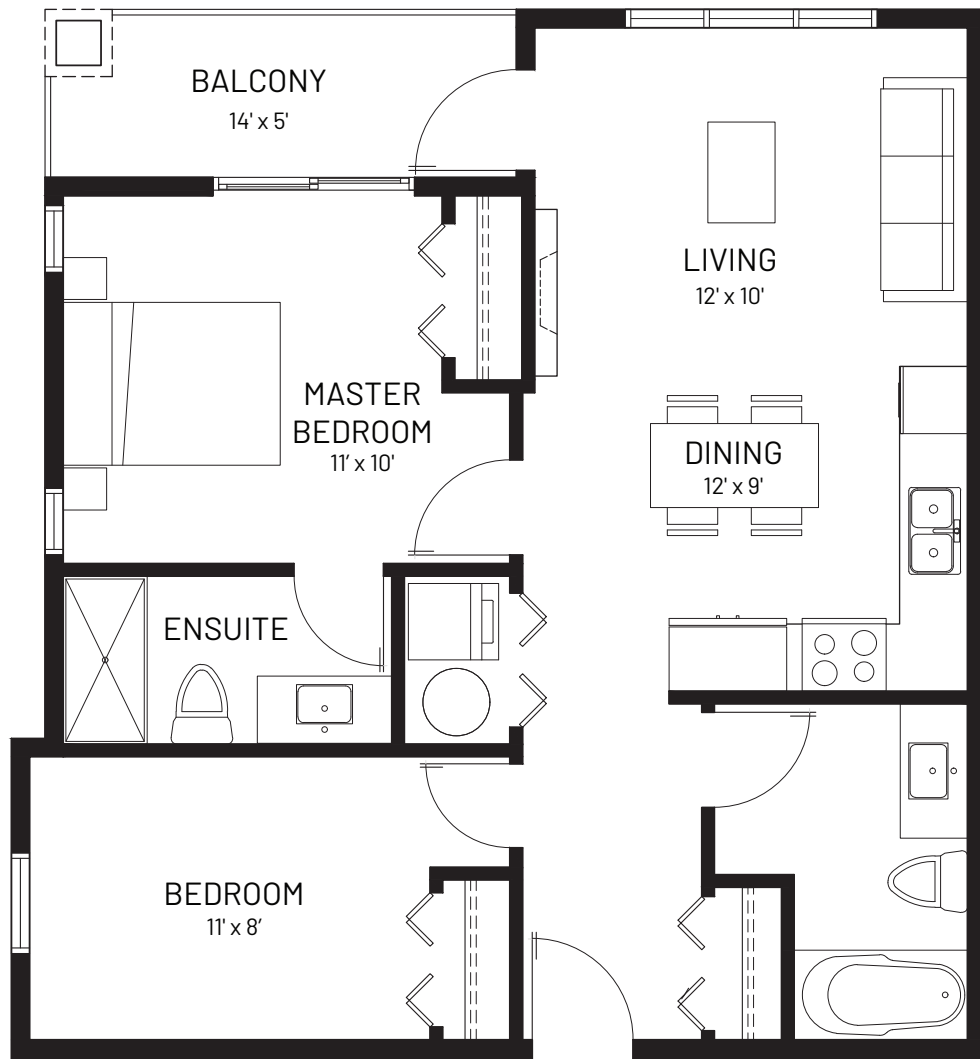 BALCONY
14' x 5'
LIVING
12' x 10'
MASTER
BEDROOM
11' x 10'
DINING
12' x 9'
ENSUITE
BEDROOM
11' x 8'